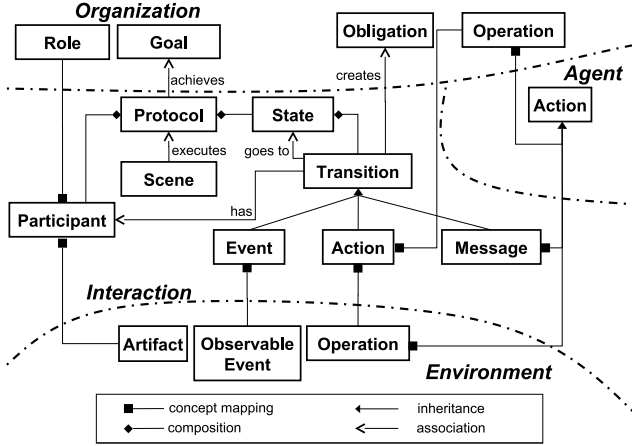 Organization
Role
Goal
Obligation
Operation
achieves
creates
Agent
Action
Protocol
State
executes
goes to
Scene
Transition
Participant
has
Event
Action
Message
Interaction
Artifact
Observable
Event
Operation
Environment
concept mapping
inheritance
composition
association